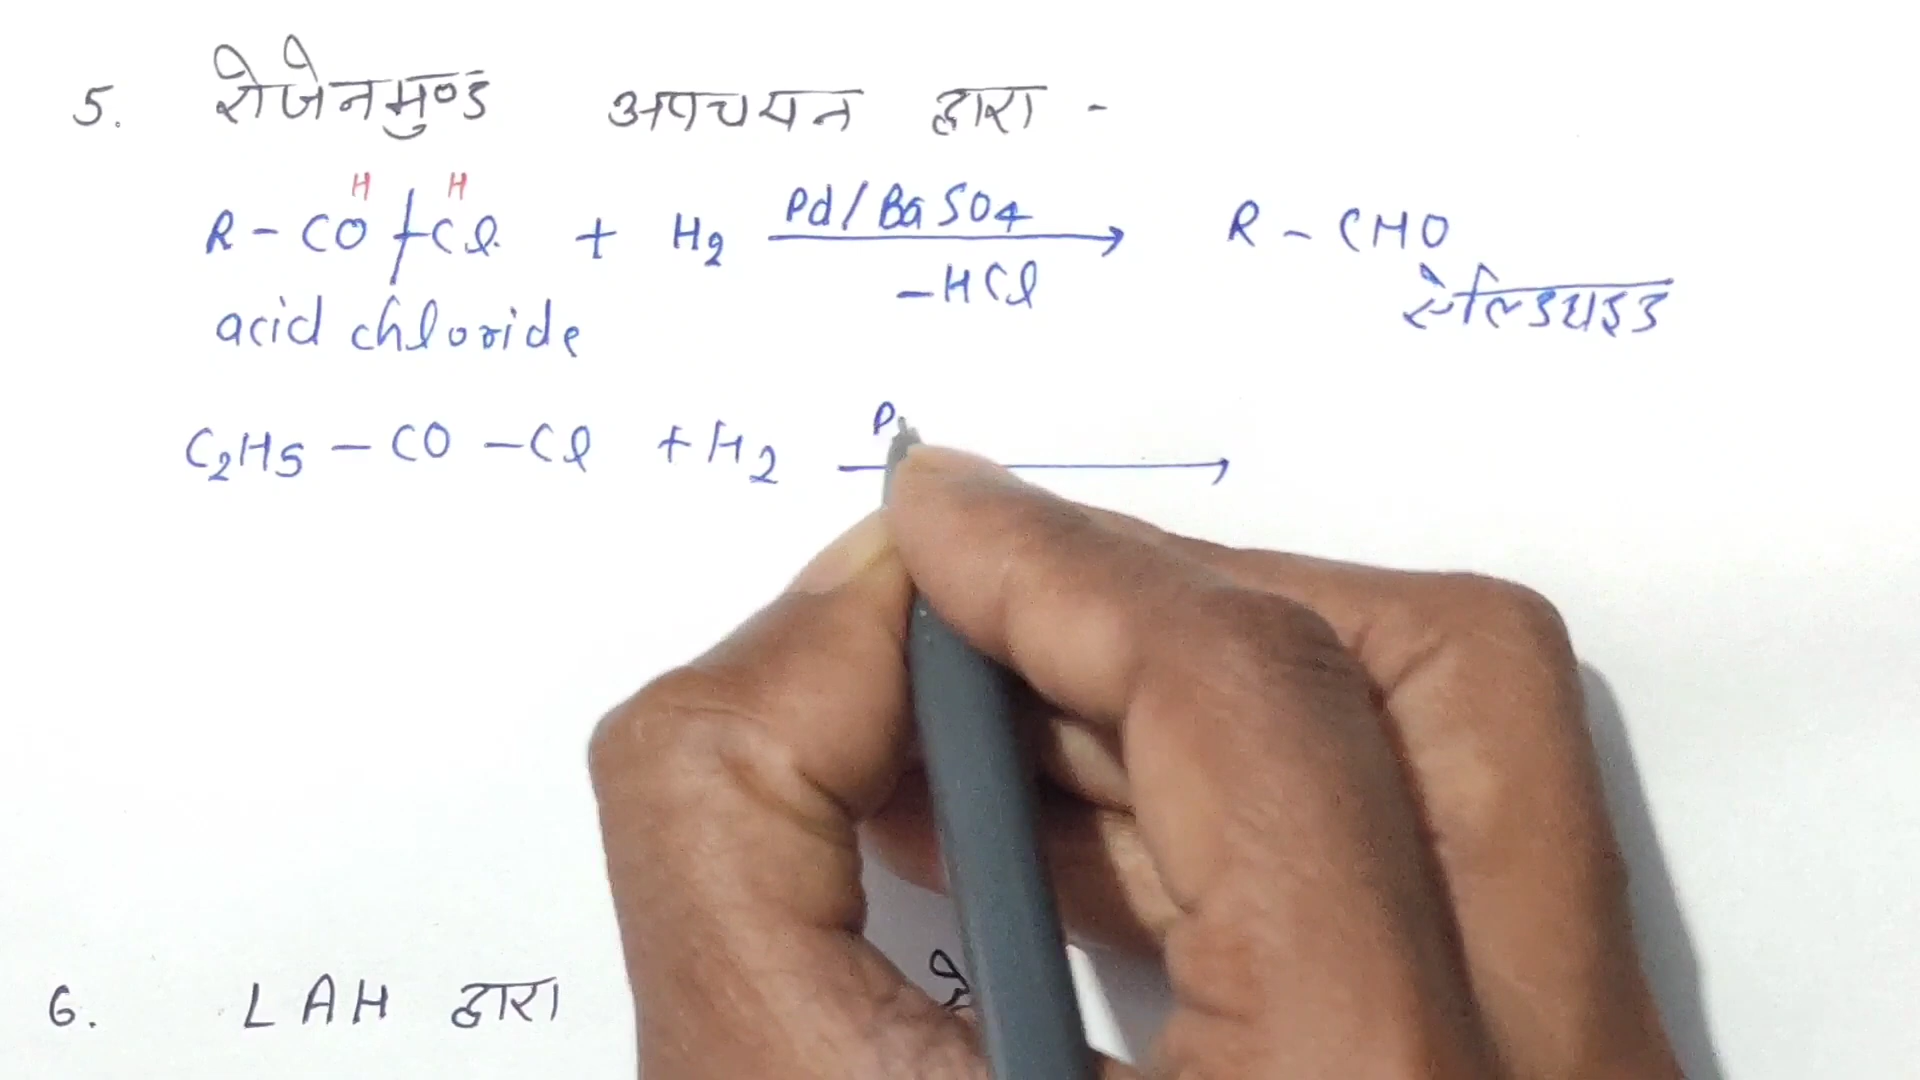 5. रोजेनमुण्ड अपचयन द्वारा -
H H
R - CO + Cl + H2 Pd/BaSO4 R - CHO
-HCl
acid chloride ऐल्डिहाइड
C2H5 - CO - Cl + H2 P
6. LAH द्वारा